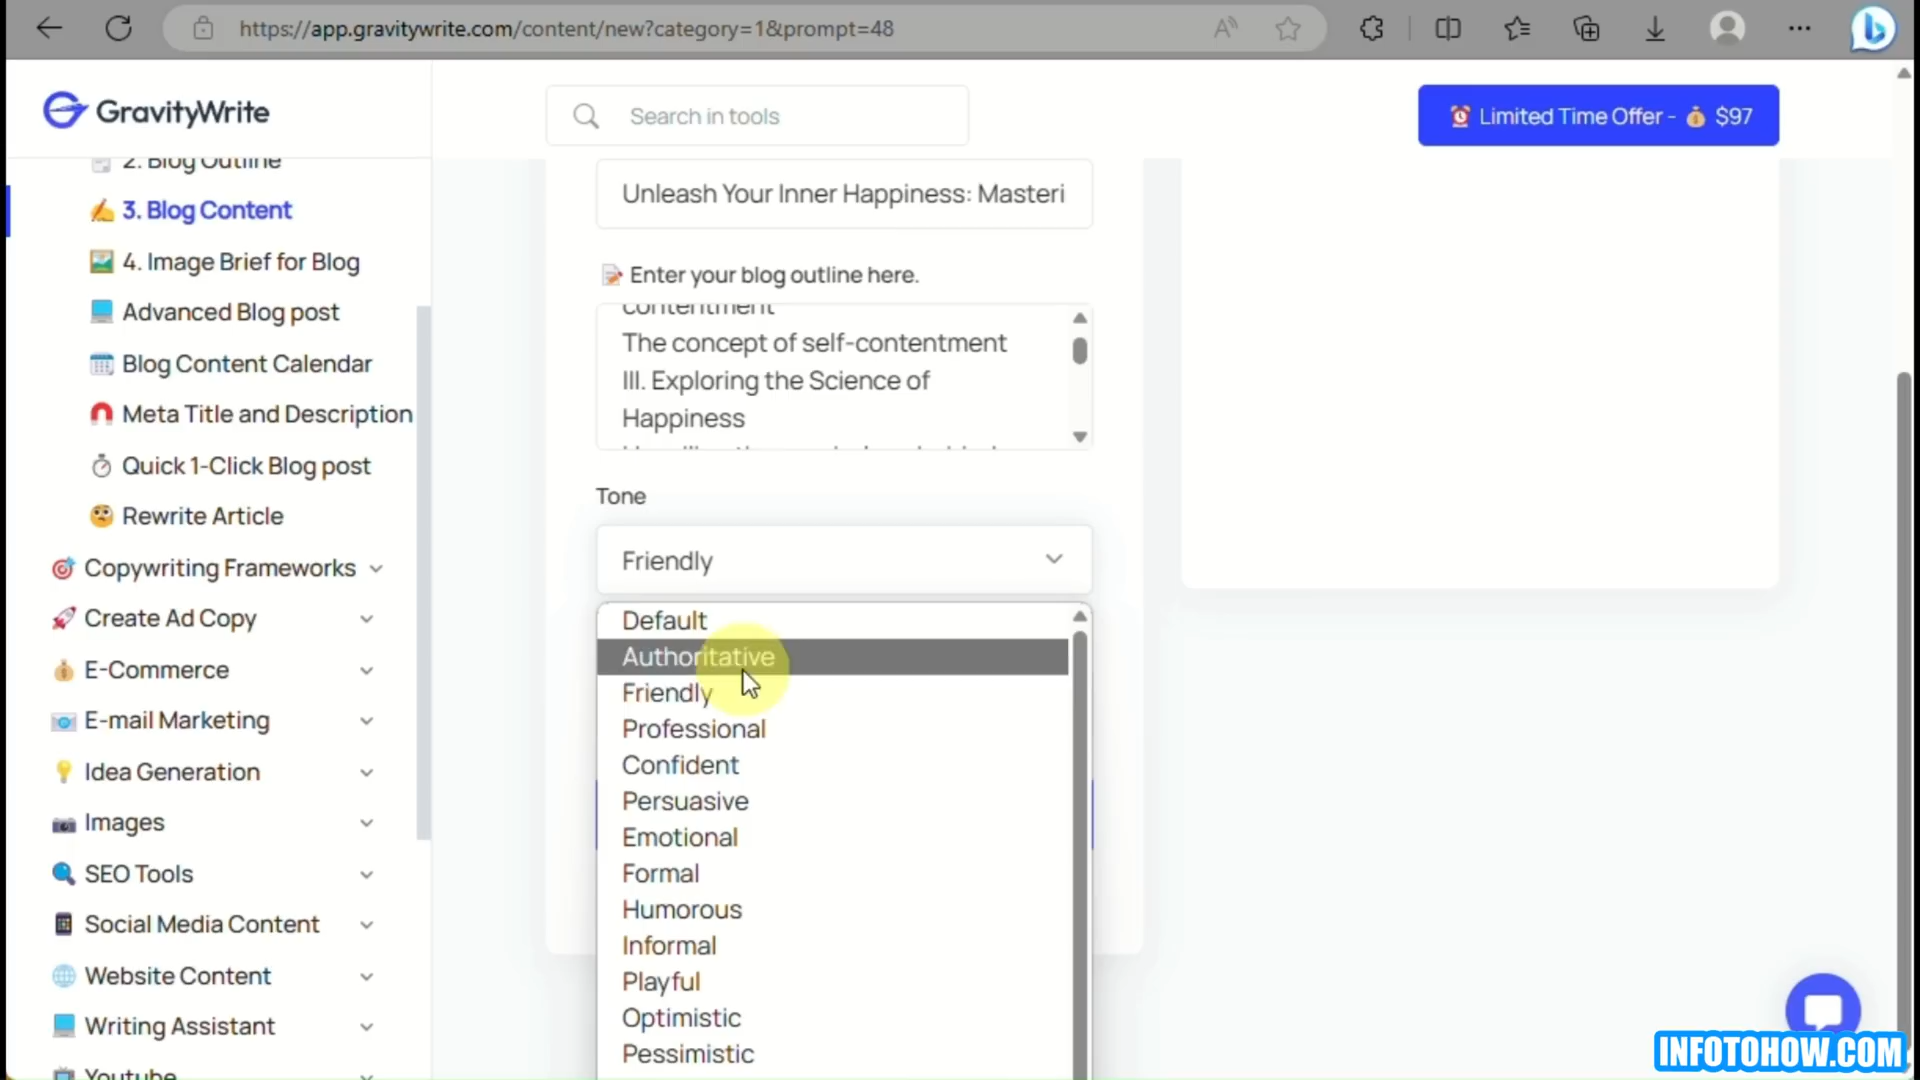 https://app.gravitywrite.com/content/new?category=1&prompt=48
GravityWrite
Search in tools
Limited Time Offer - $97
2. Blog Outline
3. Blog Content
4. Image Brief for Blog
Advanced Blog post
Blog Content Calendar
Meta Title and Description
Quick 1-Click Blog post
Rewrite Article
Copywriting Frameworks
Create Ad Copy
E-Commerce
E-mail Marketing
Idea Generation
Images
SEO Tools
Social Media Content
Website Content
Writing Assistant
Youtube
Unleash Your Inner Happiness: Masteri
Enter your blog outline here.
contentment
The concept of self-contentment
III. Exploring the Science of
Happiness
Tone
Friendly
Default
Authoritative
Friendly
Professional
Confident
Persuasive
Emotional
Formal
Humorous
Informal
Playful
Optimistic
Pessimistic
INFOTOHOW.COM